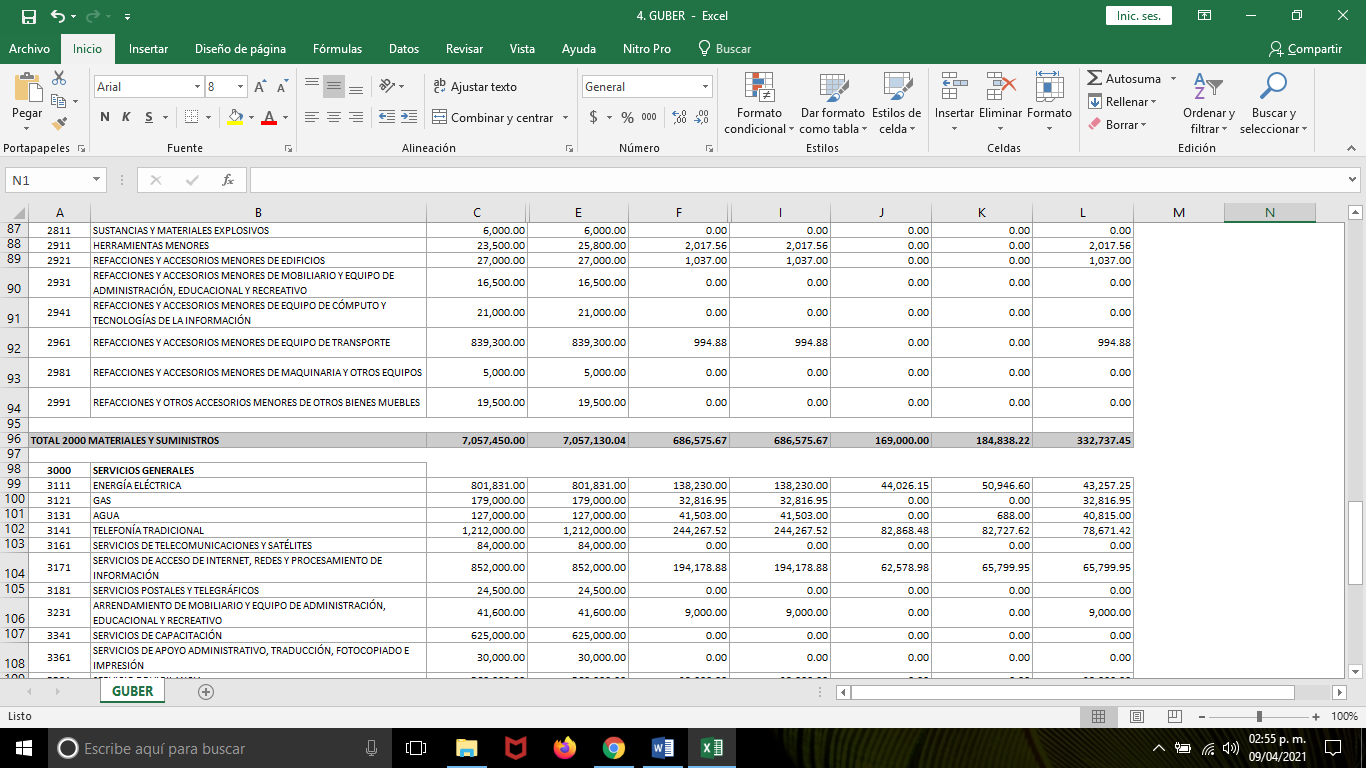 4. GUBER - Excel
Inic. ses.
Archivo Inicio Insertar Diseño de página Fórmulas Datos Revisar Vista Ayuda Nitro Pro Buscar Compartir
Pegar
Portapapeles
Arial 8
N K S
Fuente
Ajustar texto
Combinar y centrar
Alineación
General
$ % 000
Número
Formato condicional
Dar formato como tabla
Estilos de celda
Estilos
Insertar Eliminar Formato
Celdas
Autosuma
Rellenar
Borrar
Ordenar y filtrar
Buscar y seleccionar
Edición
N1 fx
A B C E F I J K L M N
87 2811 SUSTANCIAS Y MATERIALES EXPLOSIVOS 6,000.00 6,000.00 0.00 0.00 0.00 0.00 0.00
88 2911 HERRAMIENTAS MENORES 23,500.00 25,800.00 2,017.56 2,017.56 0.00 0.00 2,017.56
89 2921 REFACCIONES Y ACCESORIOS MENORES DE EDIFICIOS 27,000.00 27,000.00 1,037.00 1,037.00 0.00 0.00 1,037.00
90 2931 REFACCIONES Y ACCESORIOS MENORES DE MOBILIARIO Y EQUIPO DE
ADMINISTRACIÓN, EDUCACIONAL Y RECREATIVO 16,500.00 16,500.00 0.00 0.00 0.00 0.00 0.00
91 2941 REFACCIONES Y ACCESORIOS MENORES DE EQUIPO DE CÓMPUTO Y
TECNOLOGÍAS DE LA INFORMACIÓN 21,000.00 21,000.00 0.00 0.00 0.00 0.00 0.00
92 2961 REFACCIONES Y ACCESORIOS MENORES DE EQUIPO DE TRANSPORTE 839,300.00 839,300.00 994.88 994.88 0.00 0.00 994.88
93 2981 REFACCIONES Y ACCESORIOS MENORES DE MAQUINARIA Y OTROS EQUIPOS 5,000.00 5,000.00 0.00 0.00 0.00 0.00 0.00
94 2991 REFACCIONES Y OTROS ACCESORIOS MENORES DE OTROS BIENES MUEBLES 19,500.00 19,500.00 0.00 0.00 0.00 0.00 0.00
95
96 TOTAL 2000 MATERIALES Y SUMINISTROS 7,057,450.00 7,057,130.04 686,575.67 686,575.67 169,000.00 184,838.22 332,737.45
97
98 3000 SERVICIOS GENERALES
99 3111 ENERGÍA ELÉCTRICA 801,831.00 801,831.00 138,230.00 138,230.00 44,026.15 50,946.60 43,257.25
100 3121 GAS 179,000.00 179,000.00 32,816.95 32,816.95 0.00 0.00 32,816.95
101 3131 AGUA 127,000.00 127,000.00 41,503.00 41,503.00 0.00 688.00 40,815.00
102 3141 TELEFONÍA TRADICIONAL 1,212,000.00 1,212,000.00 244,267.52 244,267.52 82,868.48 82,727.62 78,671.42
103 3161 SERVICIOS DE TELECOMUNICACIONES Y SATÉLITES 84,000.00 84,000.00 0.00 0.00 0.00 0.00 0.00
104 3171 SERVICIOS DE ACCESO DE INTERNET, REDES Y PROCESAMIENTO DE
INFORMACIÓN 852,000.00 852,000.00 194,178.88 194,178.88 62,578.98 65,799.95 65,799.95
105 3181 SERVICIOS POSTALES Y TELEGRÁFICOS 24,500.00 24,500.00 0.00 0.00 0.00 0.00 0.00
106 3231 ARRENDAMIENTO DE MOBILIARIO Y EQUIPO DE ADMINISTRACIÓN,
EDUCACIONAL Y RECREATIVO 41,600.00 41,600.00 9,000.00 9,000.00 0.00 0.00 9,000.00
107 3341 SERVICIOS DE CAPACITACIÓN 625,000.00 625,000.00 0.00 0.00 0.00 0.00 0.00
108 3361 SERVICIOS DE APOYO ADMINISTRATIVO, TRADUCCIÓN, FOTOCOPIADO E
IMPRESIÓN 30,000.00 30,000.00 0.00 0.00 0.00 0.00 0.00
GUBER
Listo 100%
Escribe aquí para buscar
02:55 p. m.
09/04/2021